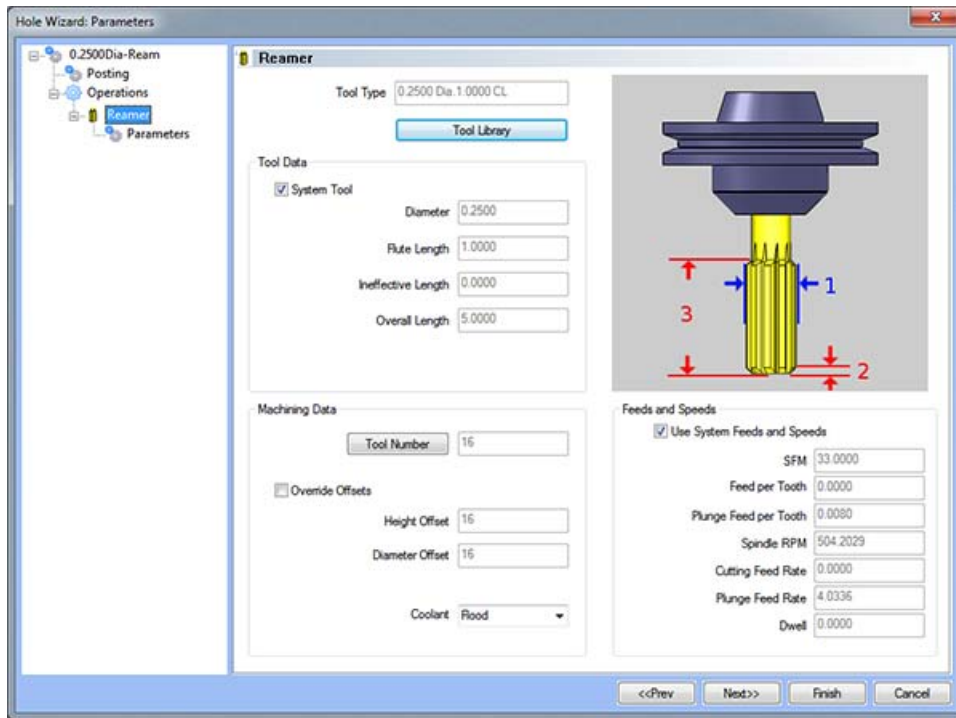 Hole Wizard: Parameters
0.2500Dia-Ream
Posting
Operations
Reamer
Parameters
Reamer
Tool Type 0.2500 Dia.1.0000 CL
Tool Library
Tool Data
System Tool
Diameter 0.2500
Flute Length 1.0000
Ineffective Length 0.0000
Overall Length 5.0000
1
3
2
Machining Data
Tool Number 16
Override Offsets
Height Offset 16
Diameter Offset 16
Coolant Flood
Feeds and Speeds
Use System Feeds and Speeds
SFM 33.0000
Feed per Tooth 0.0000
Plunge Feed per Tooth 0.0080
Spindle RPM 504.2029
Cutting Feed Rate 0.0000
Plunge Feed Rate 4.0336
Dwell 0.0000
<<Prev Next>> Finish Cancel